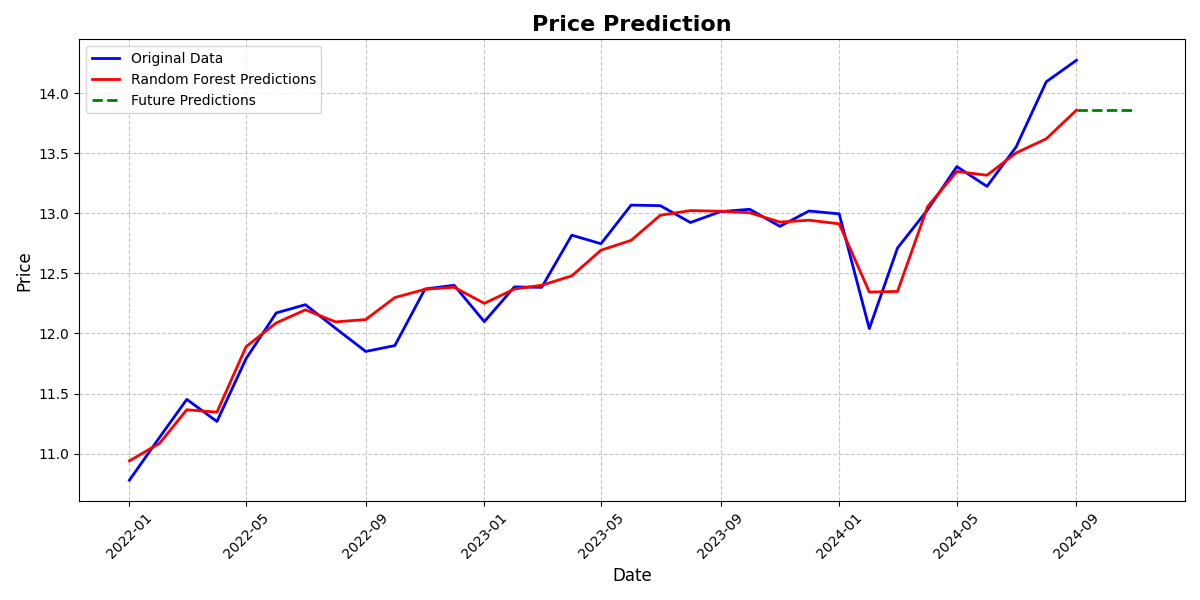 Price Prediction
Original Data
Random Forest Predictions
Future Predictions
Price
14.0
13.5
13.0
12.5
12.0
11.5
11.0
2022-01
2022-05
2022-09
2023-01
2023-05
2023-09
2024-01
2024-05
2024-09
Date